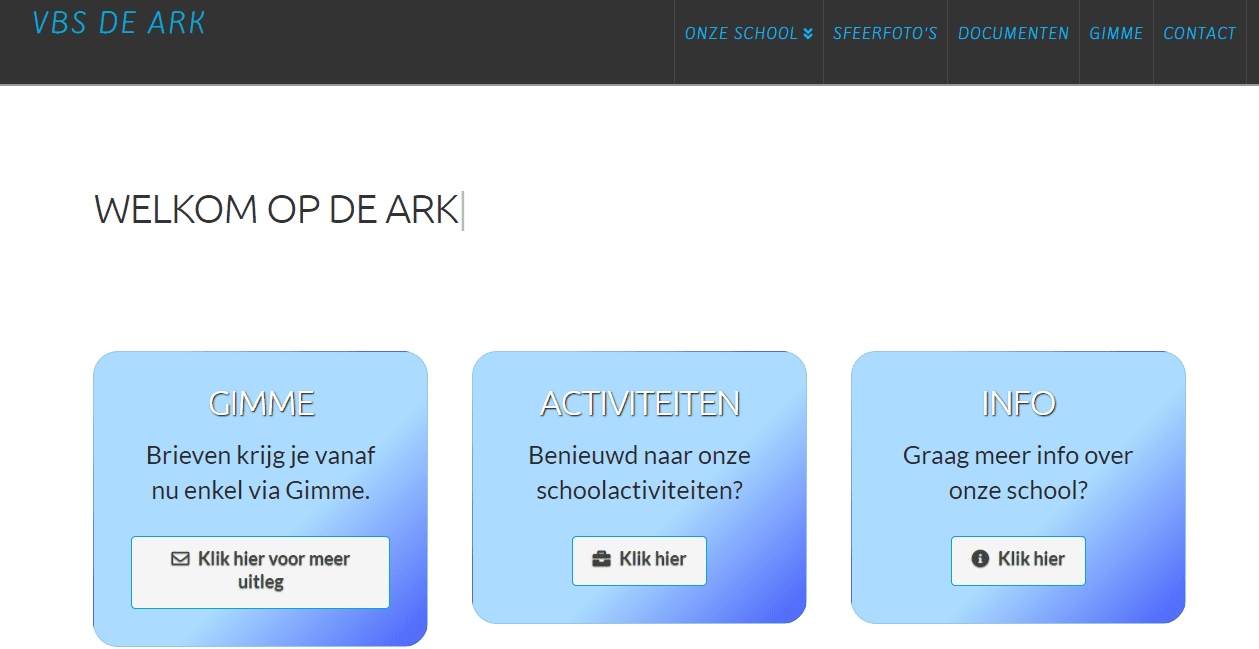 VBS DE ARK
ONZE SCHOOL
SFEERFOTO'S
DOCUMENTEN
GIMME
CONTACT
WELKOM OP DE ARK
GIMME
Brieven krijg je vanaf
nu enkel via Gimme.
Klik hier voor meer
uitleg
ACTIVITEITEN
Benieuwd naar onze
schoolactiviteiten?
Klik hier
INFO
Graag meer info over
onze school?
Klik hier